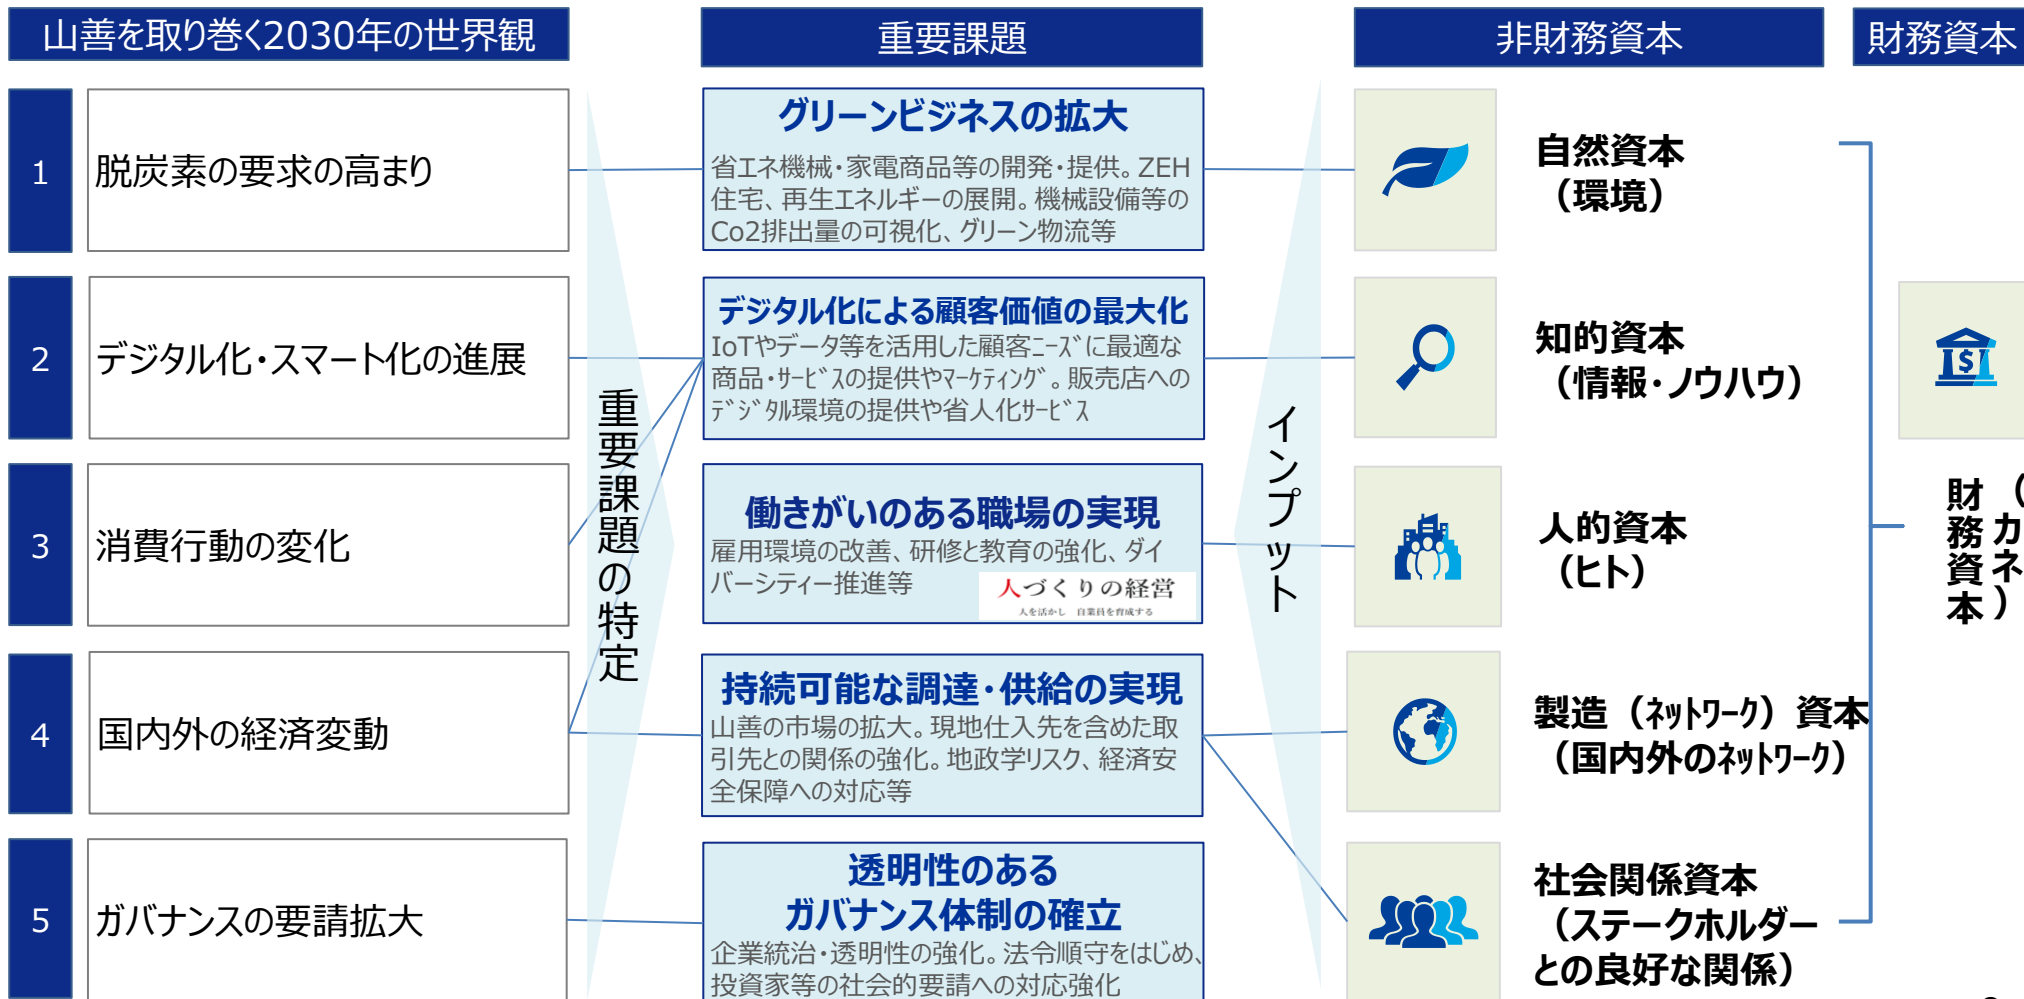 山善を取り巻く2030年の世界観
重要課題
非財務資本
財務資本
1
脱炭素の要求の高まり
グリーンビジネスの拡大
省エネ機械・家電商品等の開発・提供。ZEH
住宅、再生エネルギーの展開。機械設備等の
Co2排出量の可視化、グリーン物流等
自然資本
（環境）
2
デジタル化・スマート化の進展
デジタル化による顧客価値の最大化
IoTやデータ等を活用した顧客ﾆｰｽﾞに最適な
商品・ｻｰﾋﾞｽの提供やﾏｰｹﾃｨﾝｸﾞ。販売店への
ﾃﾞｼﾞﾀﾙ環境の提供や省人化ｻｰﾋﾞｽ
知的資本
（情報・ノウハウ）
重要課題の特定
インプット
3
消費行動の変化
働きがいのある職場の実現
雇用環境の改善、研修と教育の強化、ダイ
バーシティー推進等
人づくりの経営
人を活かし 自業員を育成する
人的資本
（ヒト）
財務資本
（カネ）
4
国内外の経済変動
持続可能な調達・供給の実現
山善の市場の拡大。現地仕入先を含めた取
引先との関係の強化。地政学リスク、経済安
全保障への対応等
製造（ﾈｯﾄﾜｰｸ）資本
（国内外のﾈｯﾄﾜｰｸ）
5
ガバナンスの要請拡大
透明性のある
ガバナンス体制の確立
企業統治・透明性の強化。法令順守をはじめ、
投資家等の社会的要請への対応強化
社会関係資本
（ステークホルダー
との良好な関係）